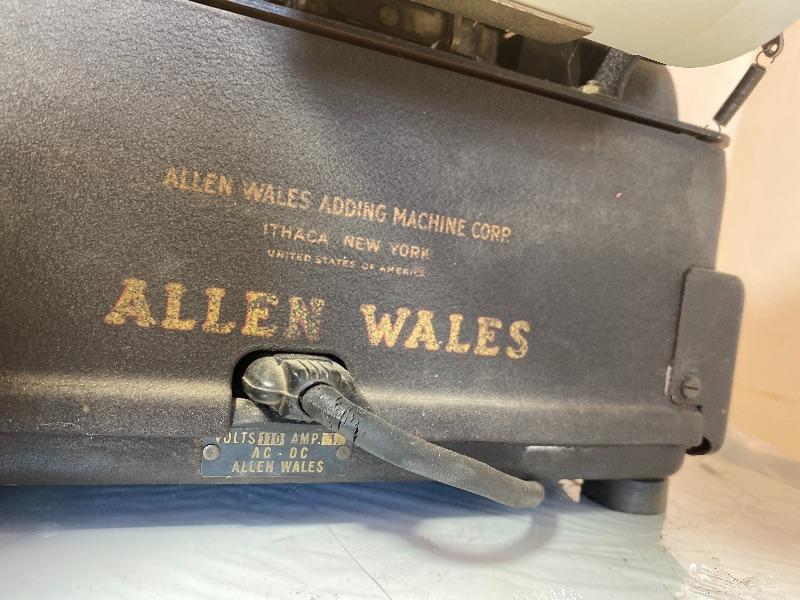 ALLEN WALES ADDING MACHINE CORP.
ITHACA, NEW YORK
UNITED STATES OF AMERICA
ALLEN WALES
VOLTS 110 AMP. 1.
AC - DC
ALLEN WALES